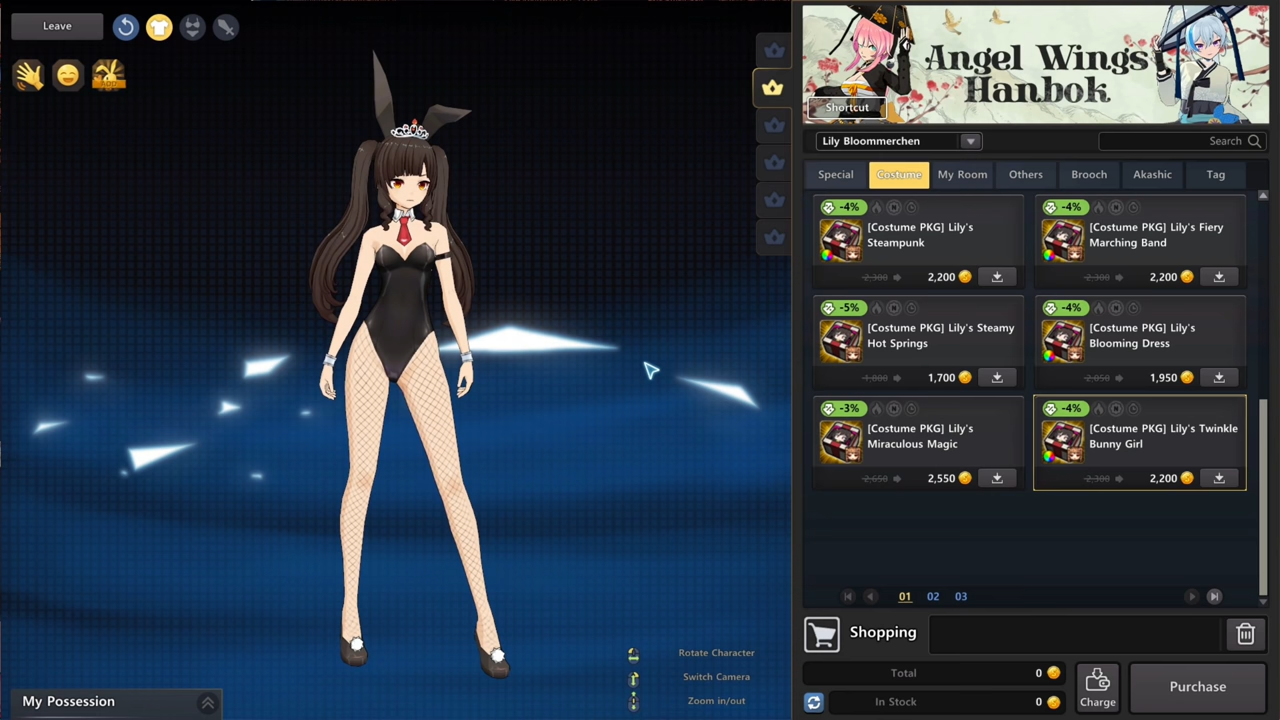 Leave
ADD
Rotate Character
Switch Camera
Zoom in/out
My Possession
Angel Wings
Hanbok
Shortcut
Lily Bloommerchen
Search
Special
Costume
My Room
Others
Brooch
Akashic
Tag
-4%
[Costume PKG] Lily's
Steampunk
2,300
2,200
-4%
[Costume PKG] Lily's Fiery
Marching Band
2,300
2,200
-5%
[Costume PKG] Lily's Steamy
Hot Springs
1,800
1,700
-4%
[Costume PKG] Lily's
Blooming Dress
2,050
1,950
-3%
[Costume PKG] Lily's
Miraculous Magic
2,650
2,550
-4%
[Costume PKG] Lily's Twinkle
Bunny Girl
2,300
2,200
01
02
03
Shopping
Total
0
In Stock
0
Charge
Purchase